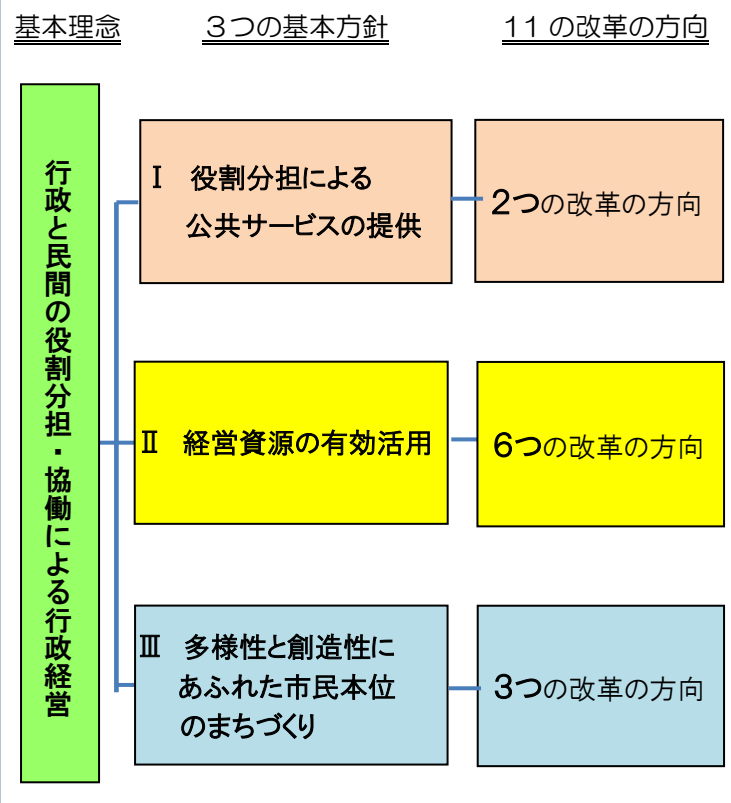 基本理念
３つの基本方針
11の改革の方向
行政と民間の役割分担・協働による行政経営
Ⅰ　役割分担による
公共サービスの提供
2つの改革の方向
Ⅱ　経営資源の有効活用
6つの改革の方向
Ⅲ　多様性と創造性に
あふれた市民本位
のまちづくり
3つの改革の方向